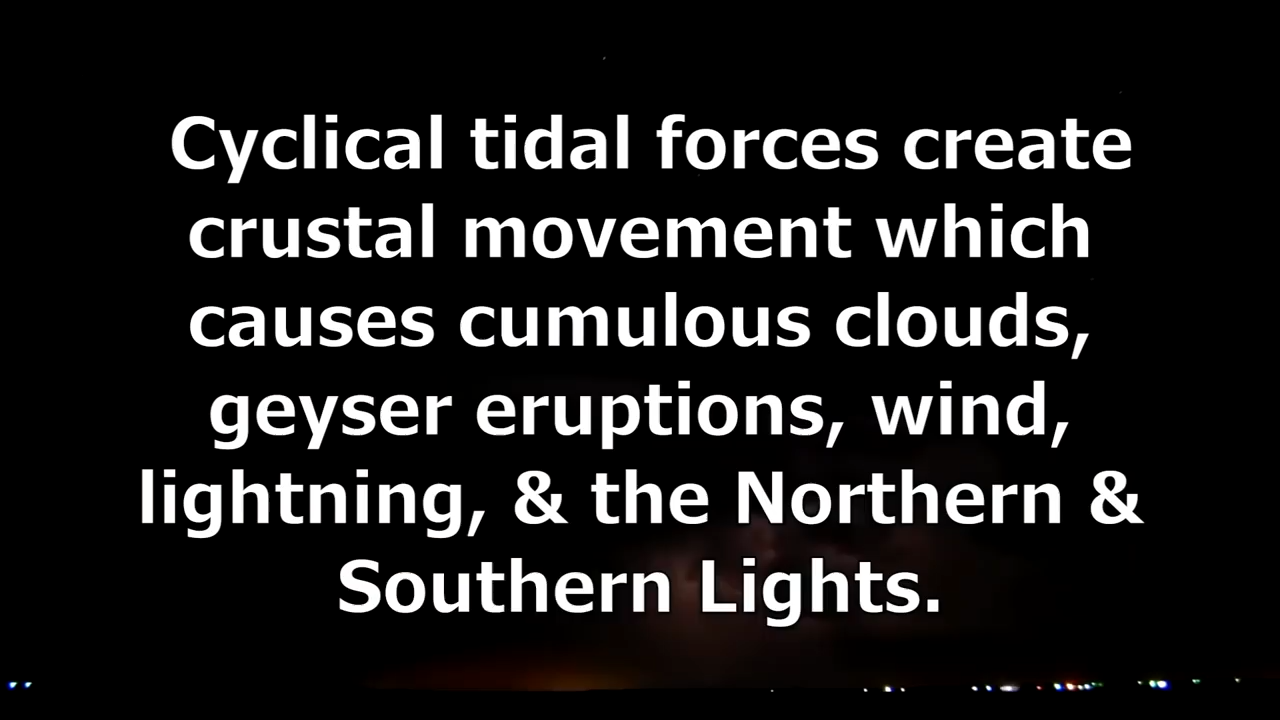 Cyclical tidal forces create
crustal movement which
causes cumulous clouds,
geyser eruptions, wind,
lightning, & the Northern &
Southern Lights.